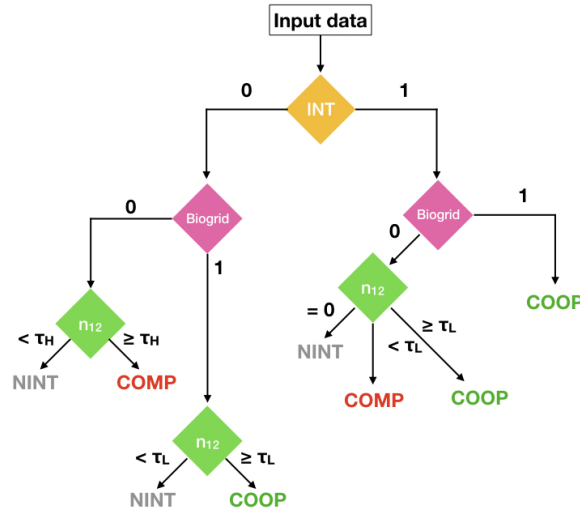 Input data
0
INT
1
Biogrid
0
1
n12
< τH
≥ τH
NINT
COMP
n12
< τL
≥ τL
NINT
COOP
Biogrid
0
1
n12
= 0
< τL
≥ τL
NINT
COMP
COOP
COOP